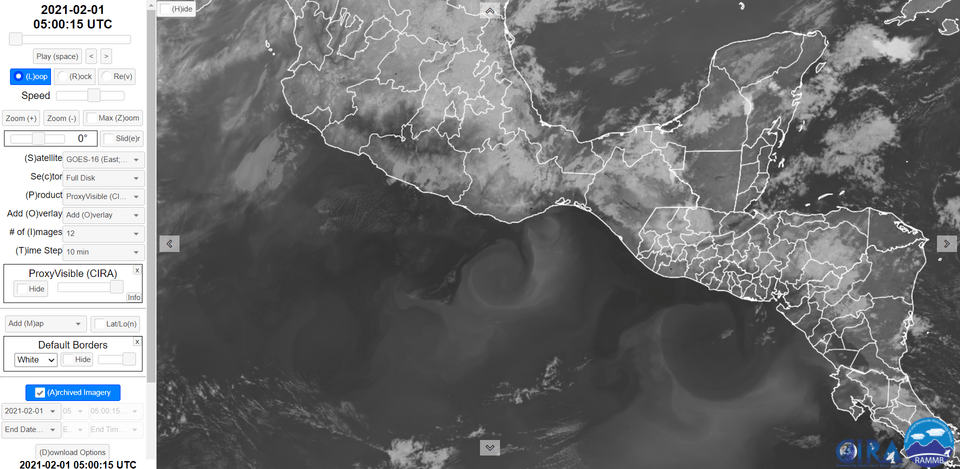 2021-02-01
05:00:15 UTC
Play (space)
<
>
(L)oop
(R)ock
Re(v)
Speed
Zoom (+)
Zoom (-)
Max (Z)oom
0°
Slid(e)r
(S)atellite
GOES-16 (East;...
Se(c)tor
Full Disk
(P)roduct
ProxyVisible (CI...
Add (O)verlay
Add (O)verlay
# of (I)mages
12
(T)ime Step
10 min
x
ProxyVisible (CIRA)
Hide
Info
Add (M)ap
Lat/Lo(n)
x
Default Borders
White
Hide
(A)rchived Imagery
2021-02-01
05
05:00:15...
End Date...
E...
End Tim...
(D)ownload Options
2021-02-01 05:00:15 UTC
(H)ide
CIRA
RAMMB